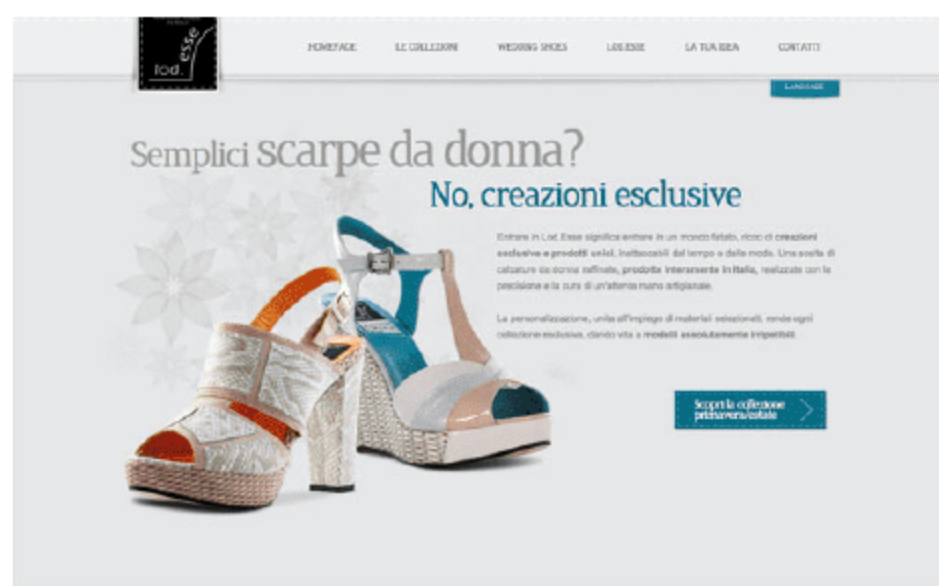 lod.
esse
HOMEPAGE LE COLLEZIONI WEDDING SHOES LOD.ESSE LA TUA IDEA CONTATTI
LANGUAGE
Semplici scarpe da donna?
No, creazioni esclusive
Entrare in Lod.Esse significa entrare in un mondo fatato, ricco di creazioni
esclusive e prodotti unici, inattaccabili dal tempo e dalle mode. Una scelta di
calzature da donna raffinate, prodotte interamente in Italia, realizzate con la
precisione e la cura di un'attenta mano artigianale.
La personalizzazione, unita all'impiego di materiali selezionati, rende ogni
collezione esclusiva, dando vita a modelli assolutamente irripetibili.
Scopri la collezione
primavera/estate